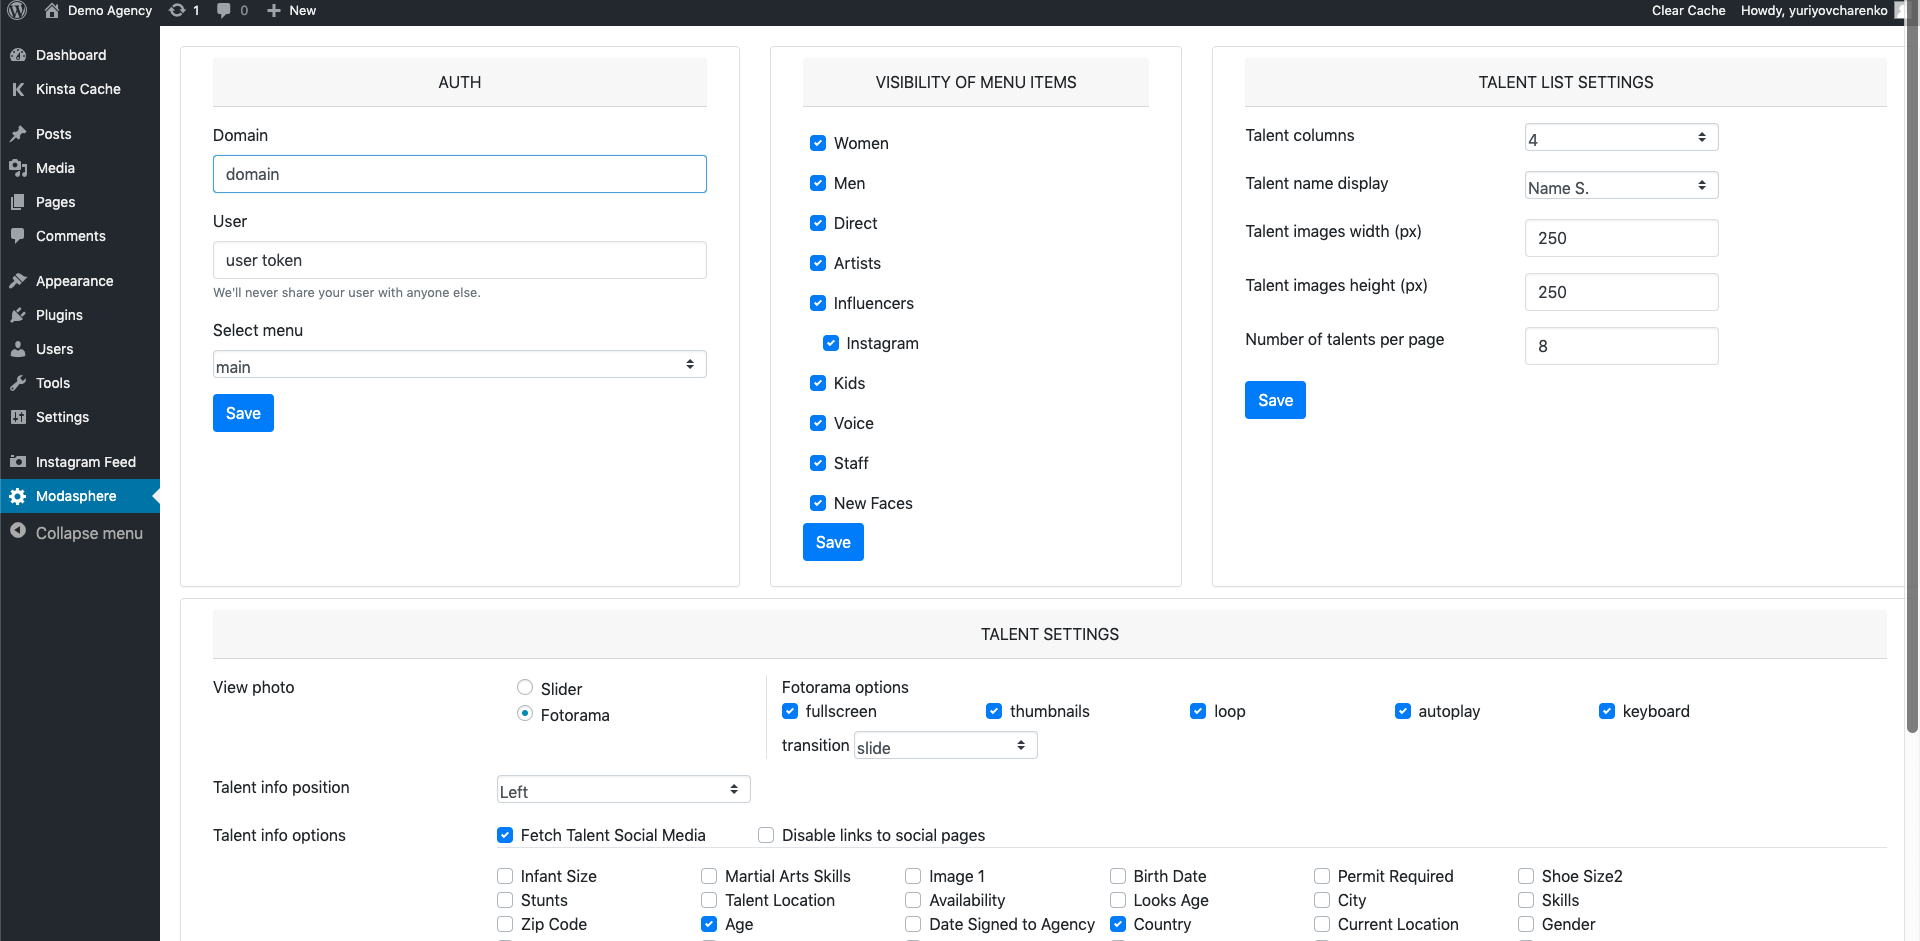 Demo Agency 1 0 New Clear Cache Howdy, yuriyovcharenko
Dashboard
Kinsta Cache
Posts
Media
Pages
Comments
Appearance
Plugins
Users
Tools
Settings
Instagram Feed
Modasphere
Collapse menu
AUTH
Domain
domain
User
user token
We'll never share your user with anyone else.
Select menu
main
Save
VISIBILITY OF MENU ITEMS
Women
Men
Direct
Artists
Influencers
Instagram
Kids
Voice
Staff
New Faces
Save
TALENT LIST SETTINGS
Talent columns 4
Talent name display Name S.
Talent images width (px) 250
Talent images height (px) 250
Number of talents per page 8
Save
TALENT SETTINGS
View photo
Slider
Fotorama
Fotorama options
fullscreen thumbnails loop autoplay keyboard
transition slide
Talent info position Left
Talent info options Fetch Talent Social Media Disable links to social pages
Infant Size Martial Arts Skills Image 1 Birth Date Permit Required Shoe Size2
Stunts Talent Location Availability Looks Age City Skills
Zip Code Age Date Signed to Agency Country Current Location Gender